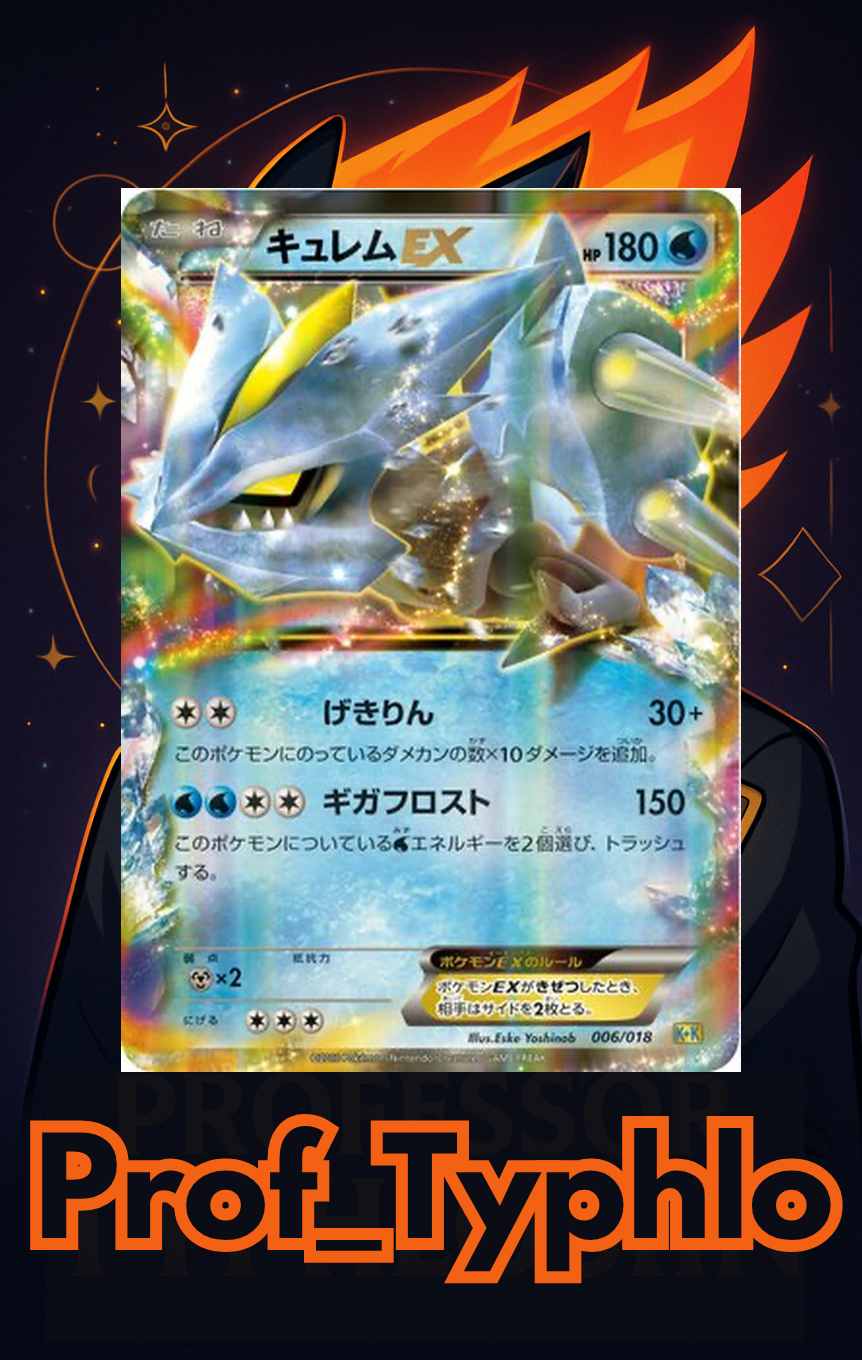 たね
キュレムEX
HP 180
げきりん 30+
このポケモンにのっているダメカンの数×10ダメージを追加。
ギガフロスト 150
このポケモンについているエネルギーを2個選び、トラッシュ
する。
弱点 抵抗力
×2
にげる
ポケモンEXのルール
ポケモンEXがきぜつしたとき、
相手はサイドを2枚とる。
Illus.Eske Yoshinob 006/018 K+K
PROFESSOR
Prof_Typhlo